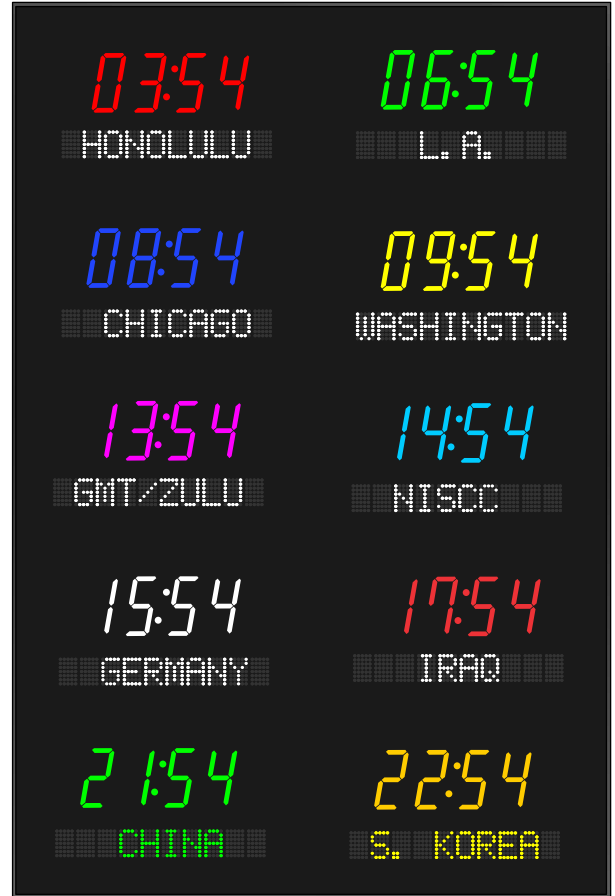 03:54 06:54
HONOLULU L.A.
08:54 09:54
CHICAGO WASHINGTON
13:54 14:54
GMT/ZULU NISCC
15:54 17:54
GERMANY IRAQ
21:54 22:54
CHINA S. KOREA